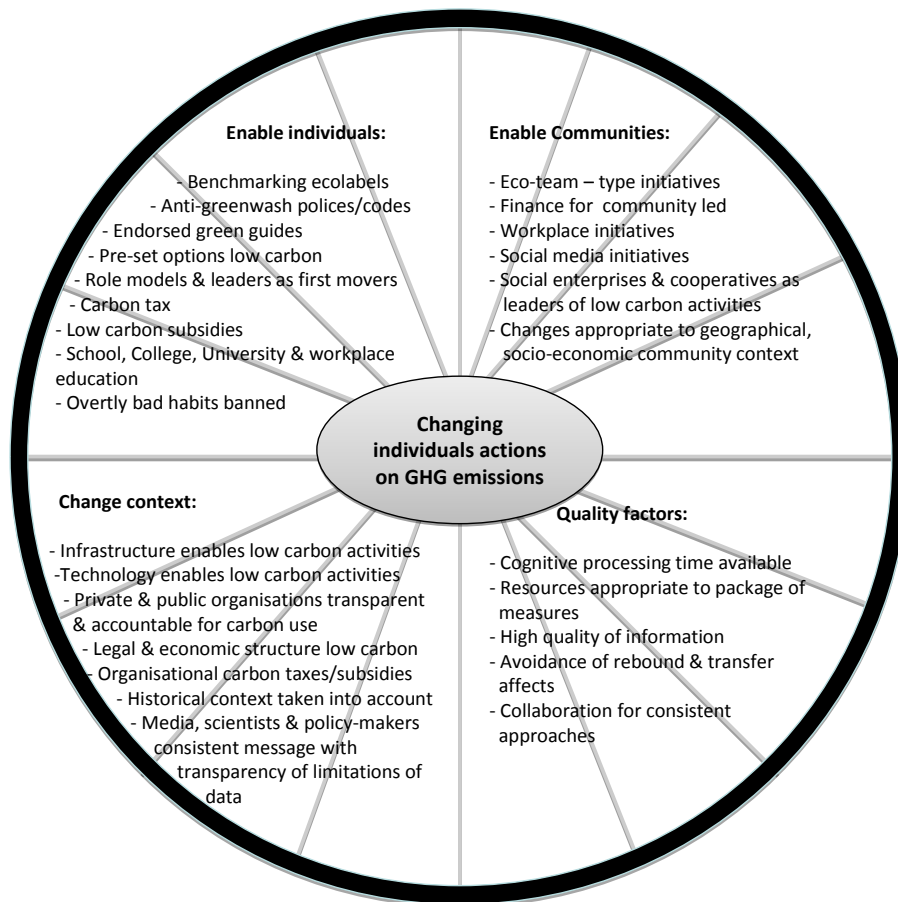 Enable individuals:
- Benchmarking ecolabels
- Anti-greenwash polices/codes
- Endorsed green guides
- Pre-set options low carbon
- Role models & leaders as first movers
- Carbon tax
- Low carbon subsidies
- School, College, University & workplace
education
- Overtly bad habits banned
Enable Communities:
- Eco-team – type initiatives
- Finance for community led
- Workplace initiatives
- Social media initiatives
- Social enterprises & cooperatives as
leaders of low carbon activities
- Changes appropriate to geographical,
socio-economic community context
Changing
individuals actions
on GHG emissions
Change context:
- Infrastructure enables low carbon activities
-Technology enables low carbon activities
- Private & public organisations transparent
& accountable for carbon use
- Legal & economic structure low carbon
- Organisational carbon taxes/subsidies
- Historical context taken into account
- Media, scientists & policy-makers
consistent message with
transparency of limitations of
data
Quality factors:
- Cognitive processing time available
- Resources appropriate to package of
measures
- High quality of information
- Avoidance of rebound & transfer
affects
- Collaboration for consistent
approaches